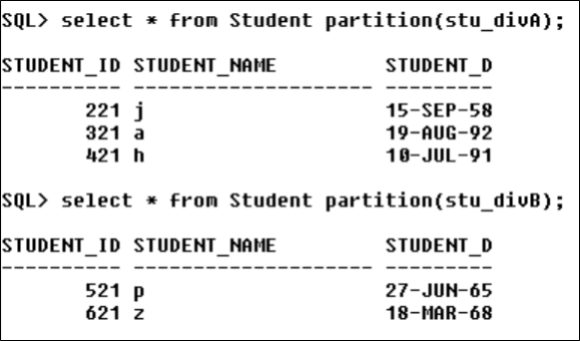 SQL> select * from Student partition(stu_divA);
STUDENT_ID STUDENT_NAME STUDENT_D
---------- -------------------- ---------
221 j 15-SEP-58
321 a 19-AUG-92
421 h 10-JUL-91
SQL> select * from Student partition(stu_divB);
STUDENT_ID STUDENT_NAME STUDENT_D
---------- -------------------- ---------
521 p 27-JUN-65
621 z 18-MAR-68